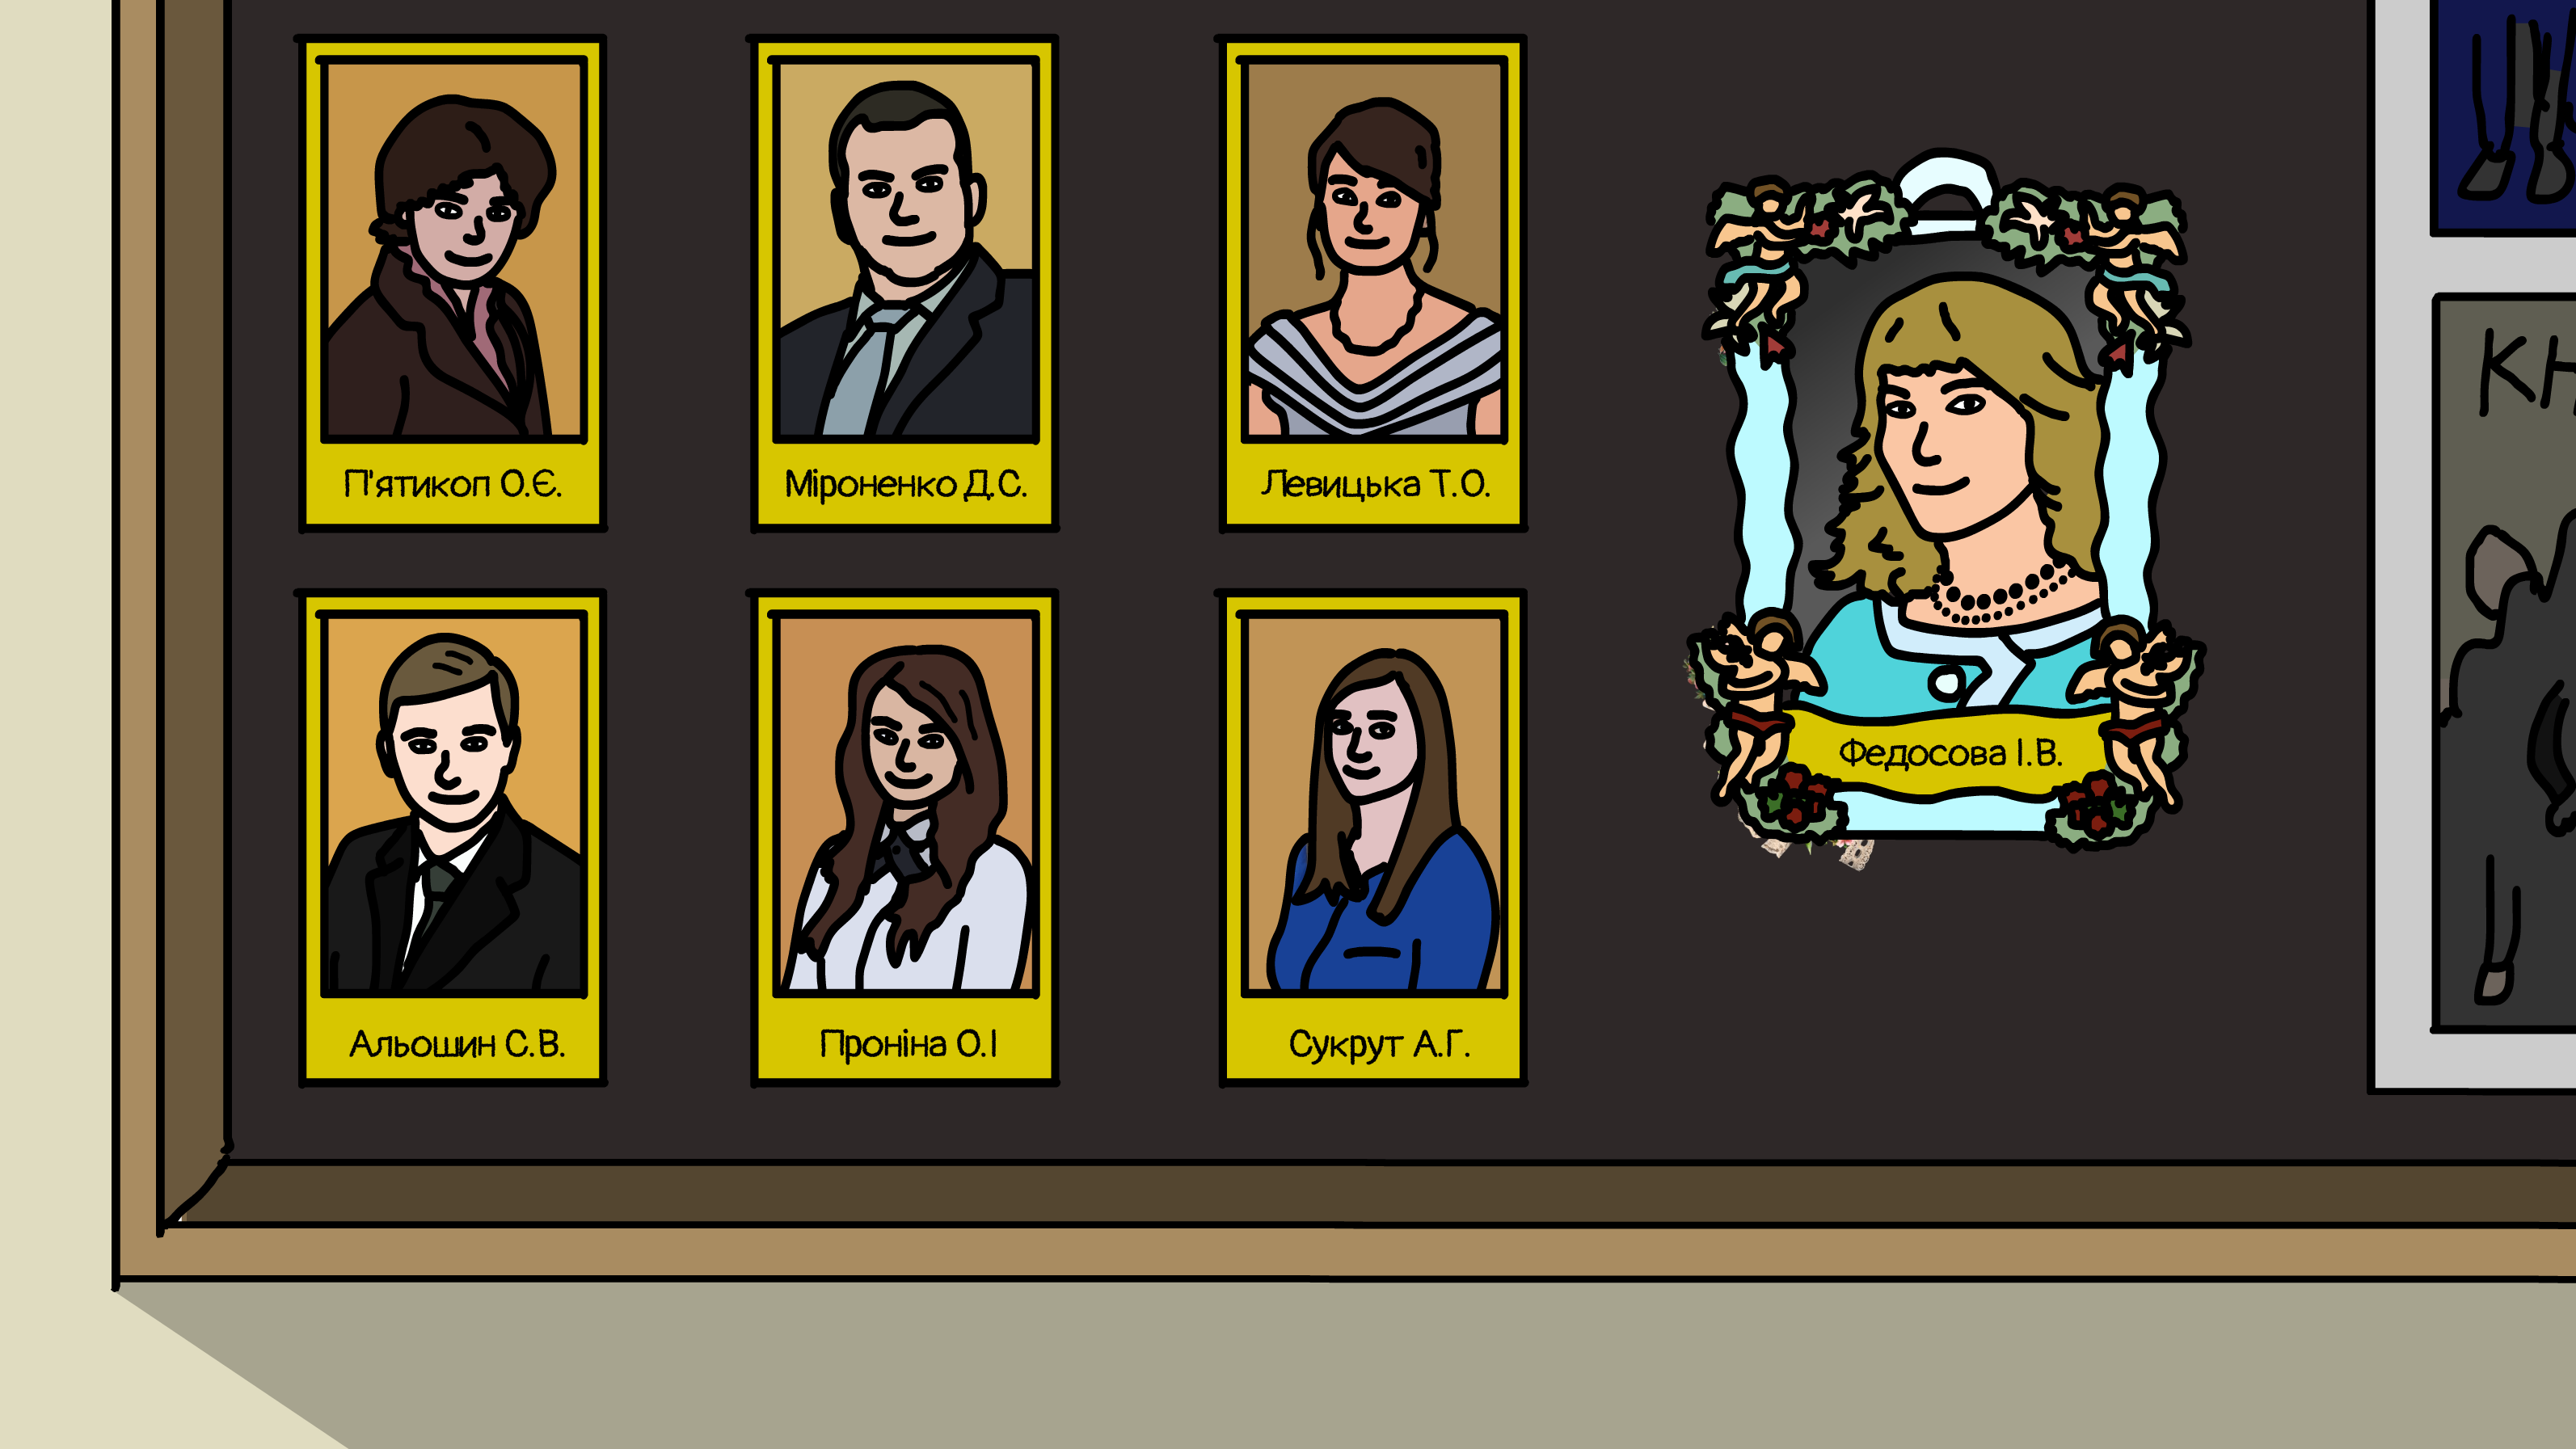 П'ятикоп О.Є.
Міроненко Д.С.
Левицька Т.О.
Федосова І.В.
Альошин С.В.
Проніна О.І
Сукрут А.Г.